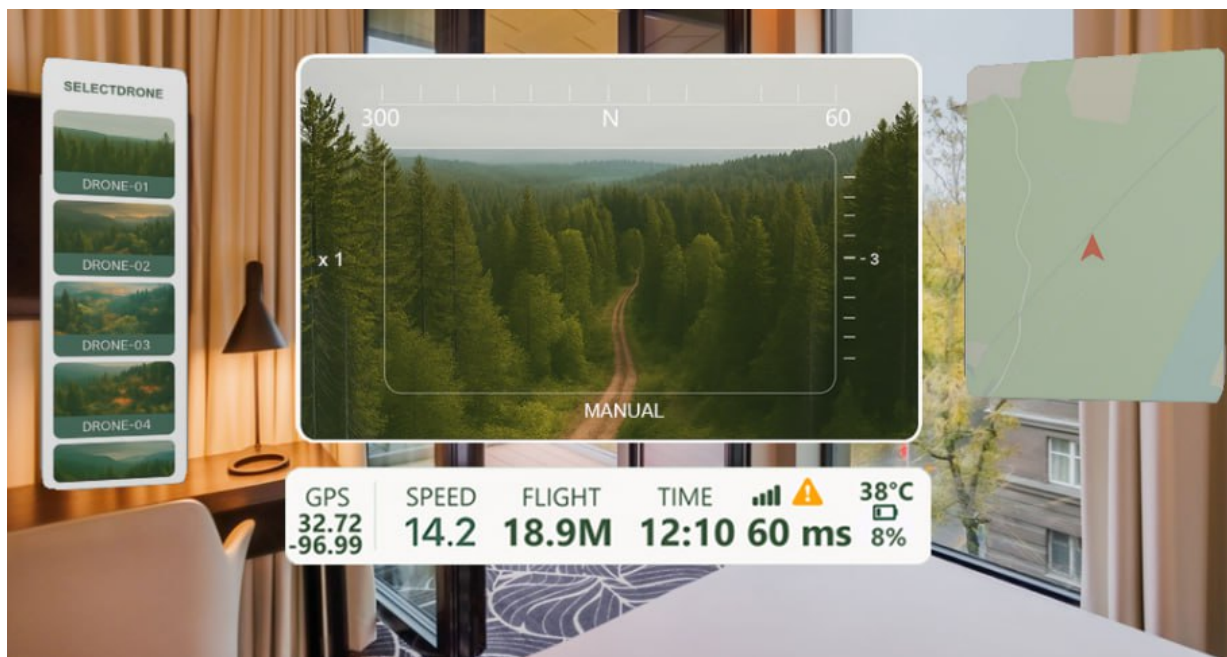 SELECTDRONE
DRONE-01
DRONE-02
DRONE-03
DRONE-04
300 N 60
x 1
- 3
MANUAL
GPS
32.72
-96.99
SPEED
14.2
FLIGHT
18.9M
TIME
12:10
60 ms
38°C
8%